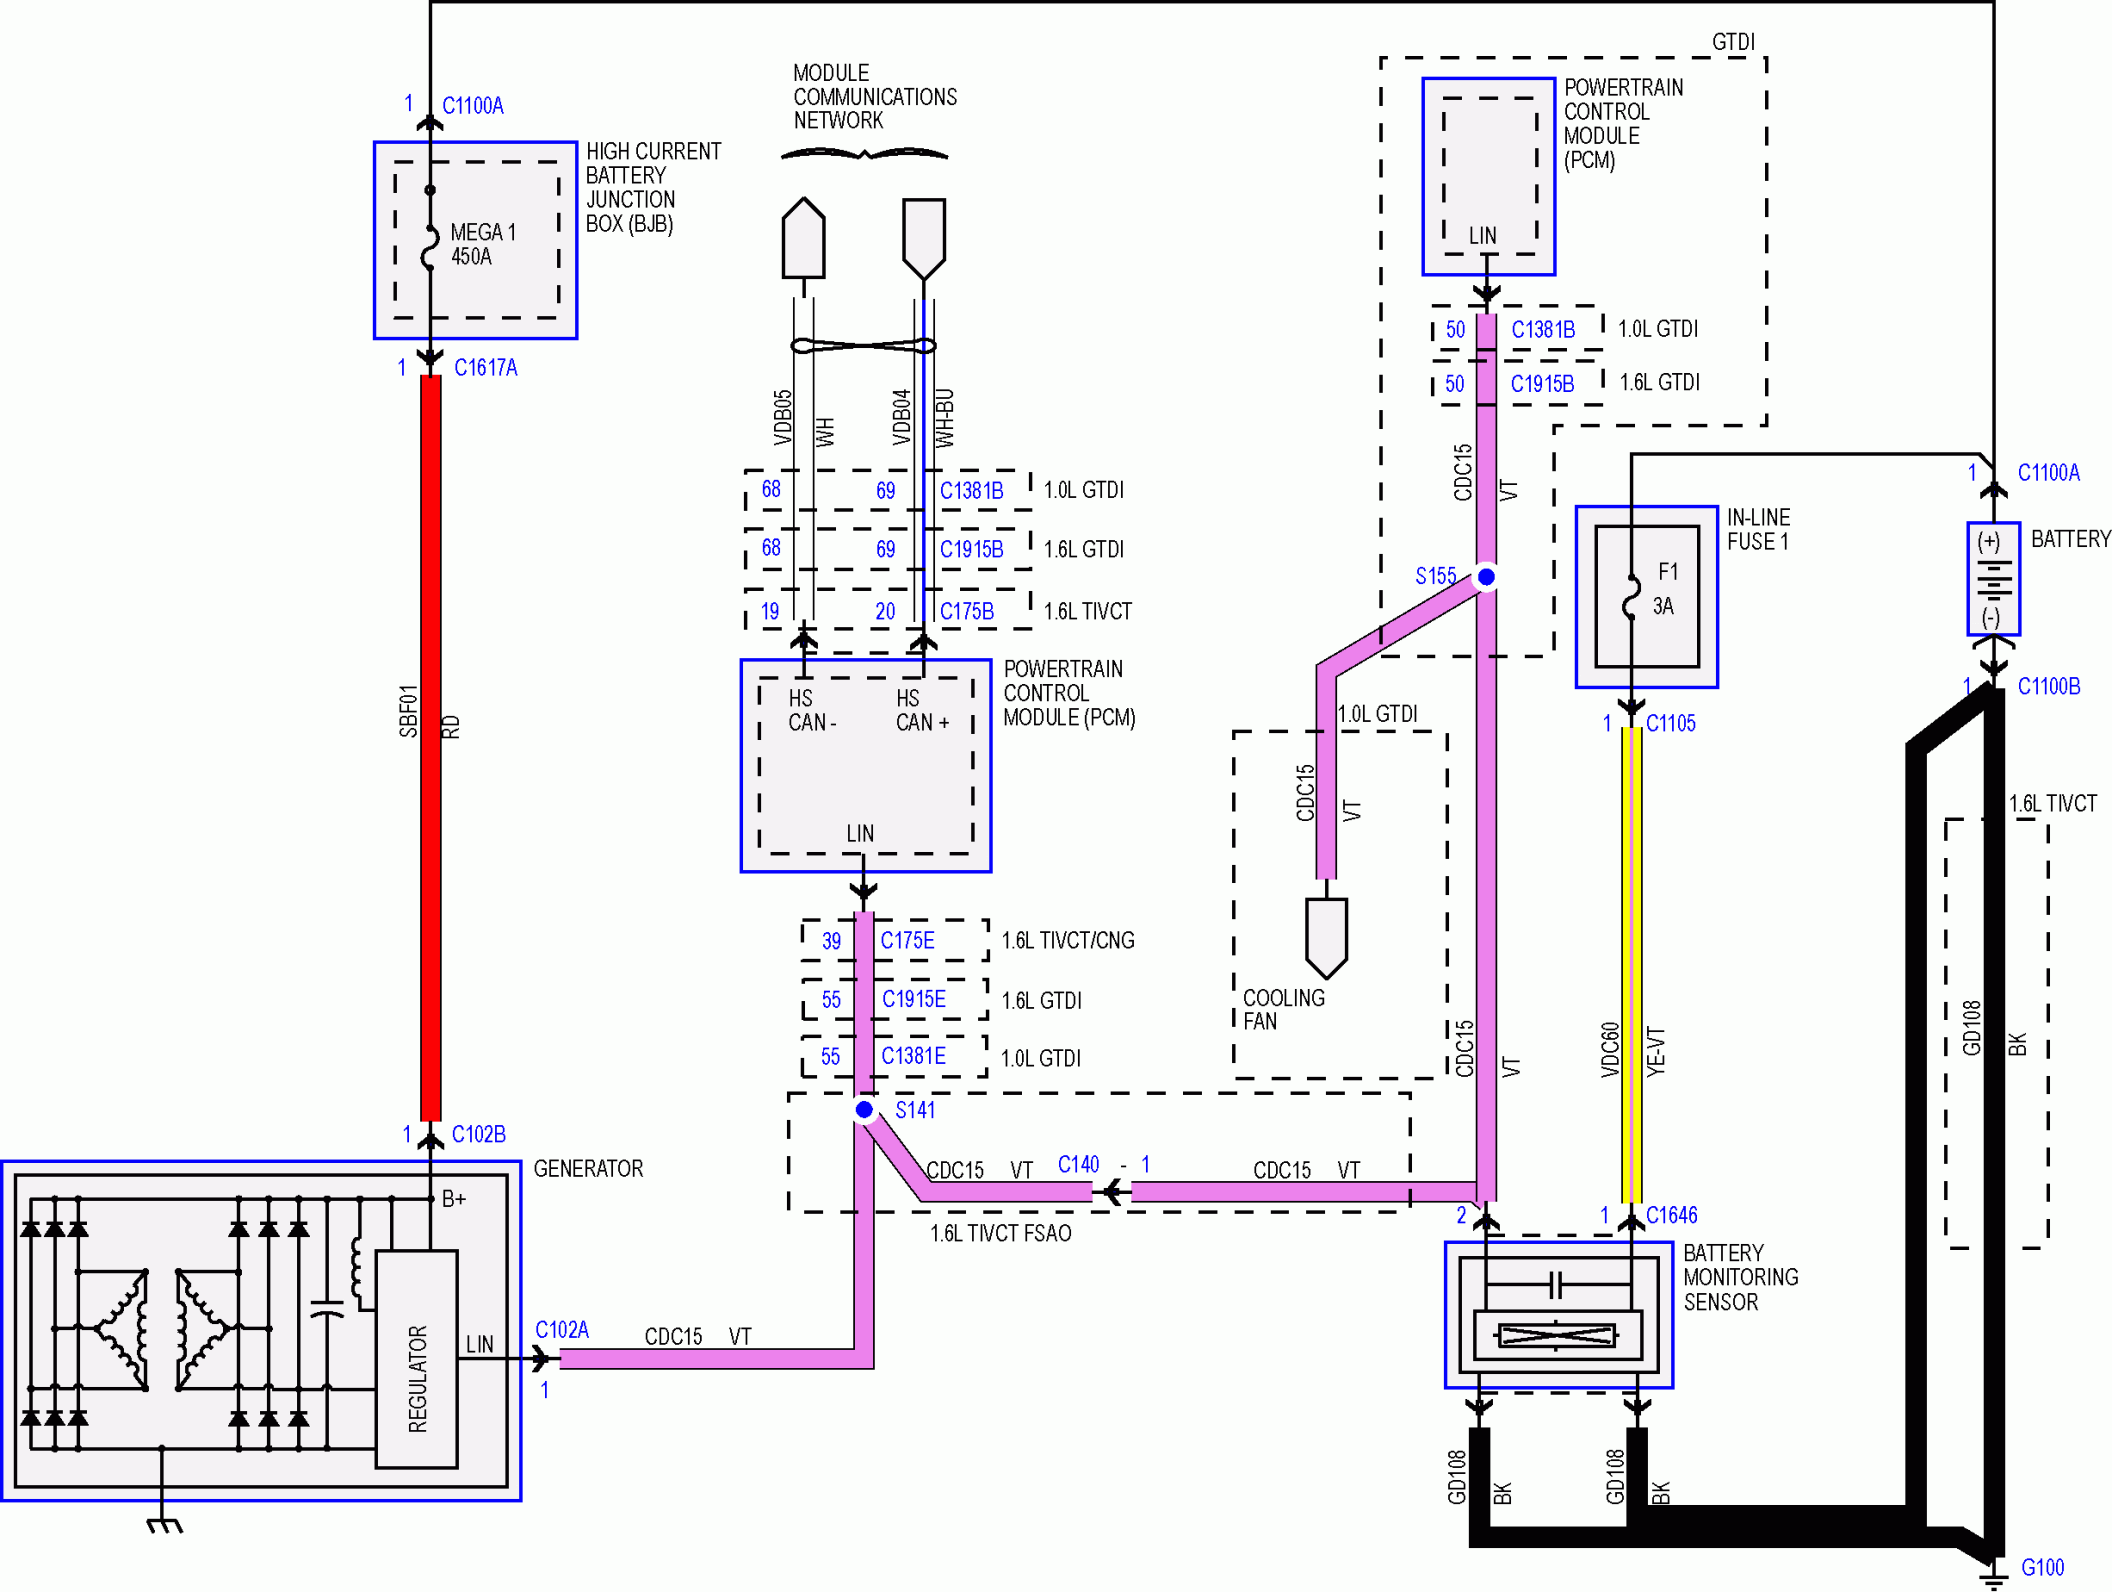 GTDI
MODULE
COMMUNICATIONS
NETWORK
POWERTRAIN
CONTROL
MODULE
(PCM)
1 C1100A
HIGH CURRENT
BATTERY
JUNCTION
BOX (BJB)
MEGA 1
450A
LIN
50 C1381B 1.0L GTDI
1 C1617A
50 C1915B 1.6L GTDI
VDB05
WH
VDB04
WH-BU
CDC15
VT
68 69 C1381B 1.0L GTDI
68 69 C1915B 1.6L GTDI
19 20 C175B 1.6L TIVCT
1 C1100A
IN-LINE
FUSE 1
F1
3A
BATTERY
(+)
(-)
S155
1 C1100B
SBF01
RD
HS
CAN -
HS
CAN +
POWERTRAIN
CONTROL
MODULE (PCM)
LIN
1.0L GTDI
1 C1105
CDC15
VT
1.6L TIVCT
39 C175E 1.6L TIVCT/CNG
55 C1915E 1.6L GTDI
55 C1381E 1.0L GTDI
COOLING
FAN
CDC15
VT
VDC60
YE-VT
GD108
BK
S141
1 C102B
GENERATOR
B+
CDC15 VT C140 - 1 CDC15 VT
1.6L TIVCT FSAO
2 1 C1646
BATTERY
MONITORING
SENSOR
REGULATOR
LIN
C102A
1
CDC15 VT
GD108
BK
GD108
BK
G100